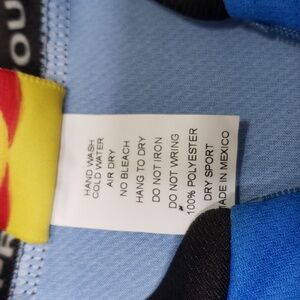 HAND WASH
COLD WATER
AIR DRY
NO BLEACH
HANG TO DRY
DO NOT IRON
DO NOT WRING
100% POLYESTER
DRY SPORT
MADE IN MEXICO
OU